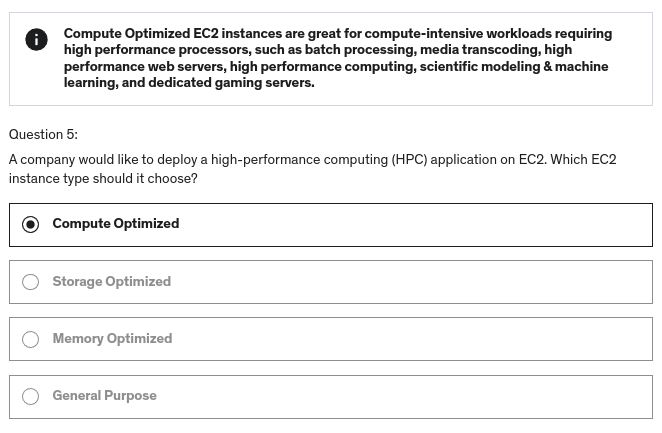 Compute Optimized EC2 instances are great for compute-intensive workloads requiring
high performance processors, such as batch processing, media transcoding, high
performance web servers, high performance computing, scientific modeling & machine
learning, and dedicated gaming servers.
Question 5:
A company would like to deploy a high-performance computing (HPC) application on EC2. Which EC2
instance type should it choose?
Compute Optimized
Storage Optimized
Memory Optimized
General Purpose